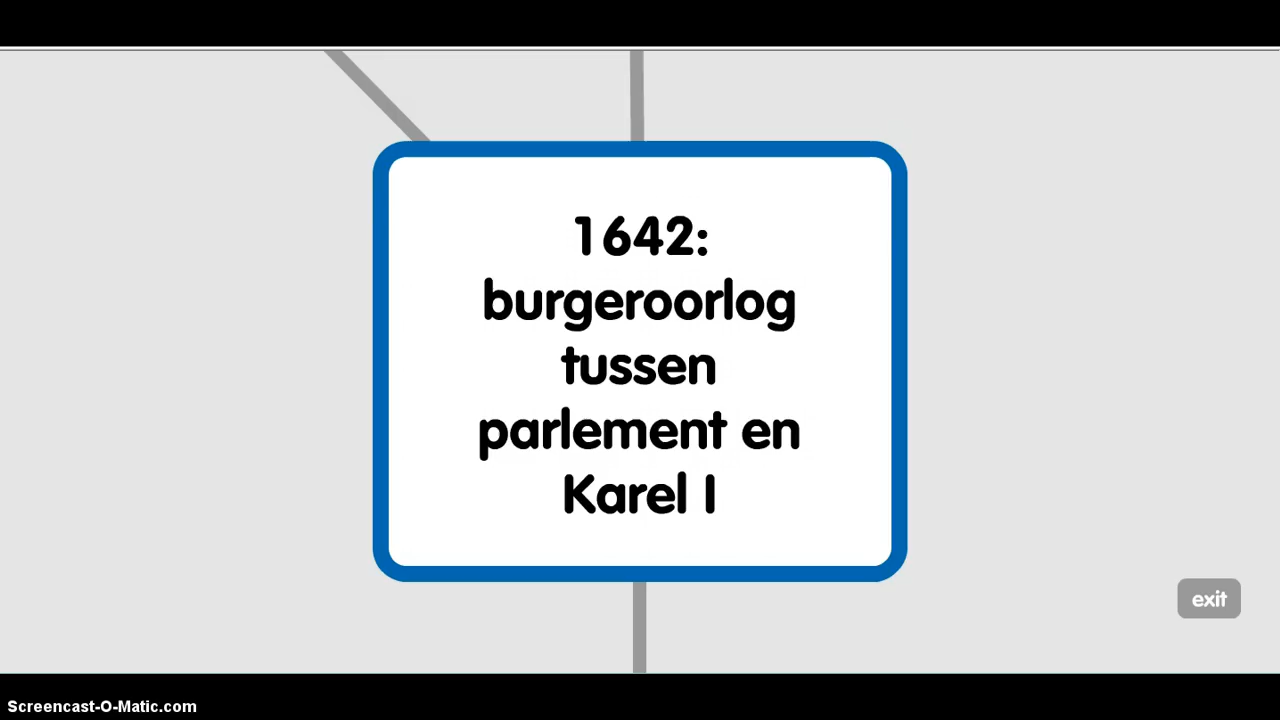 1642:
burgeroorlog
tussen
parlement en
Karel I
exit
Screencast-O-Matic.com